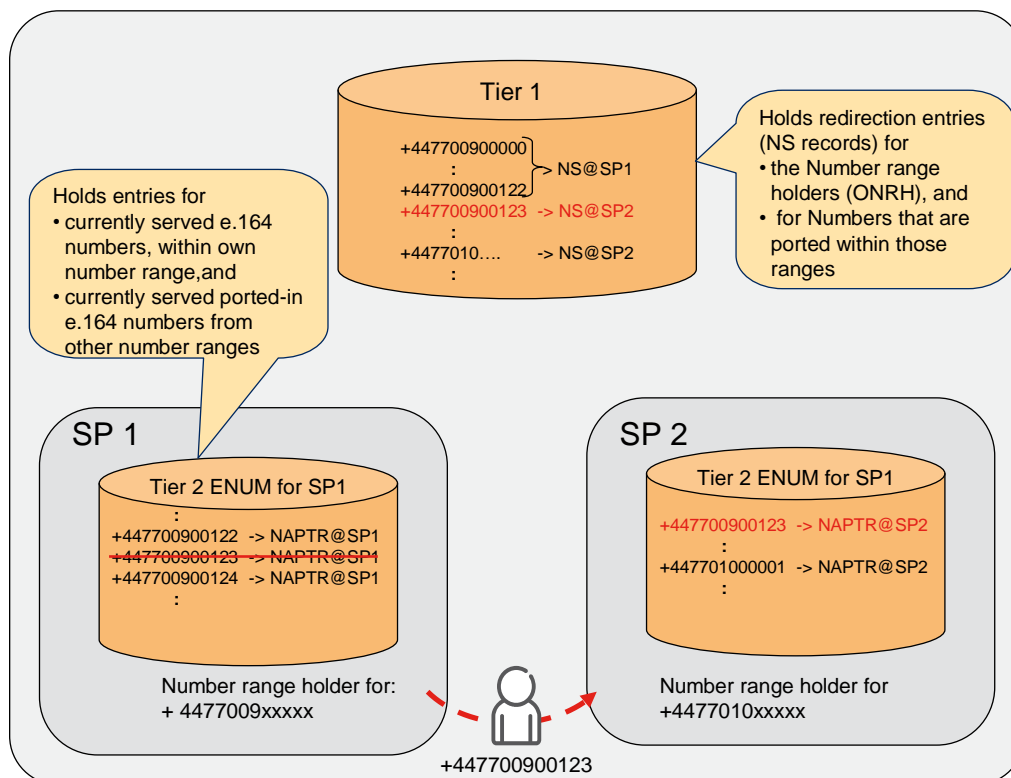 Tier 1
+447700900000
:
-> NS@SP1
+447700900122
+447700900123 -> NS@SP2
:
+4477010.... -> NS@SP2
:
Holds redirection entries
(NS records) for
• the Number range
holders (ONRH), and
• for Numbers that are
ported within those
ranges
Holds entries for
• currently served e.164
numbers, within own
number range,and
• currently served ported-in
e.164 numbers from
other number ranges
SP 1
Tier 2 ENUM for SP1
:
+447700900122 -> NAPTR@SP1
+447700900123 -> NAPTR@SP1
+447700900124 -> NAPTR@SP1
:
Number range holder for:
+ 4477009xxxxx
SP 2
Tier 2 ENUM for SP1
+447700900123 -> NAPTR@SP2
:
+447701000001 -> NAPTR@SP2
:
Number range holder for
+4477010xxxxx
+447700900123